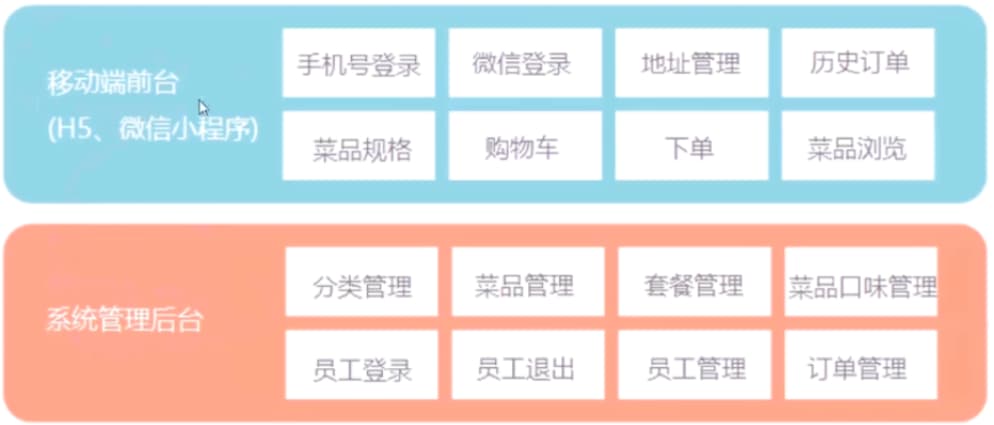 移动端前台
(H5、微信小程序)
手机号登录
微信登录
地址管理
历史订单
菜品规格
购物车
下单
菜品浏览
系统管理后台
分类管理
菜品管理
套餐管理
菜品口味管理
员工登录
员工退出
员工管理
订单管理